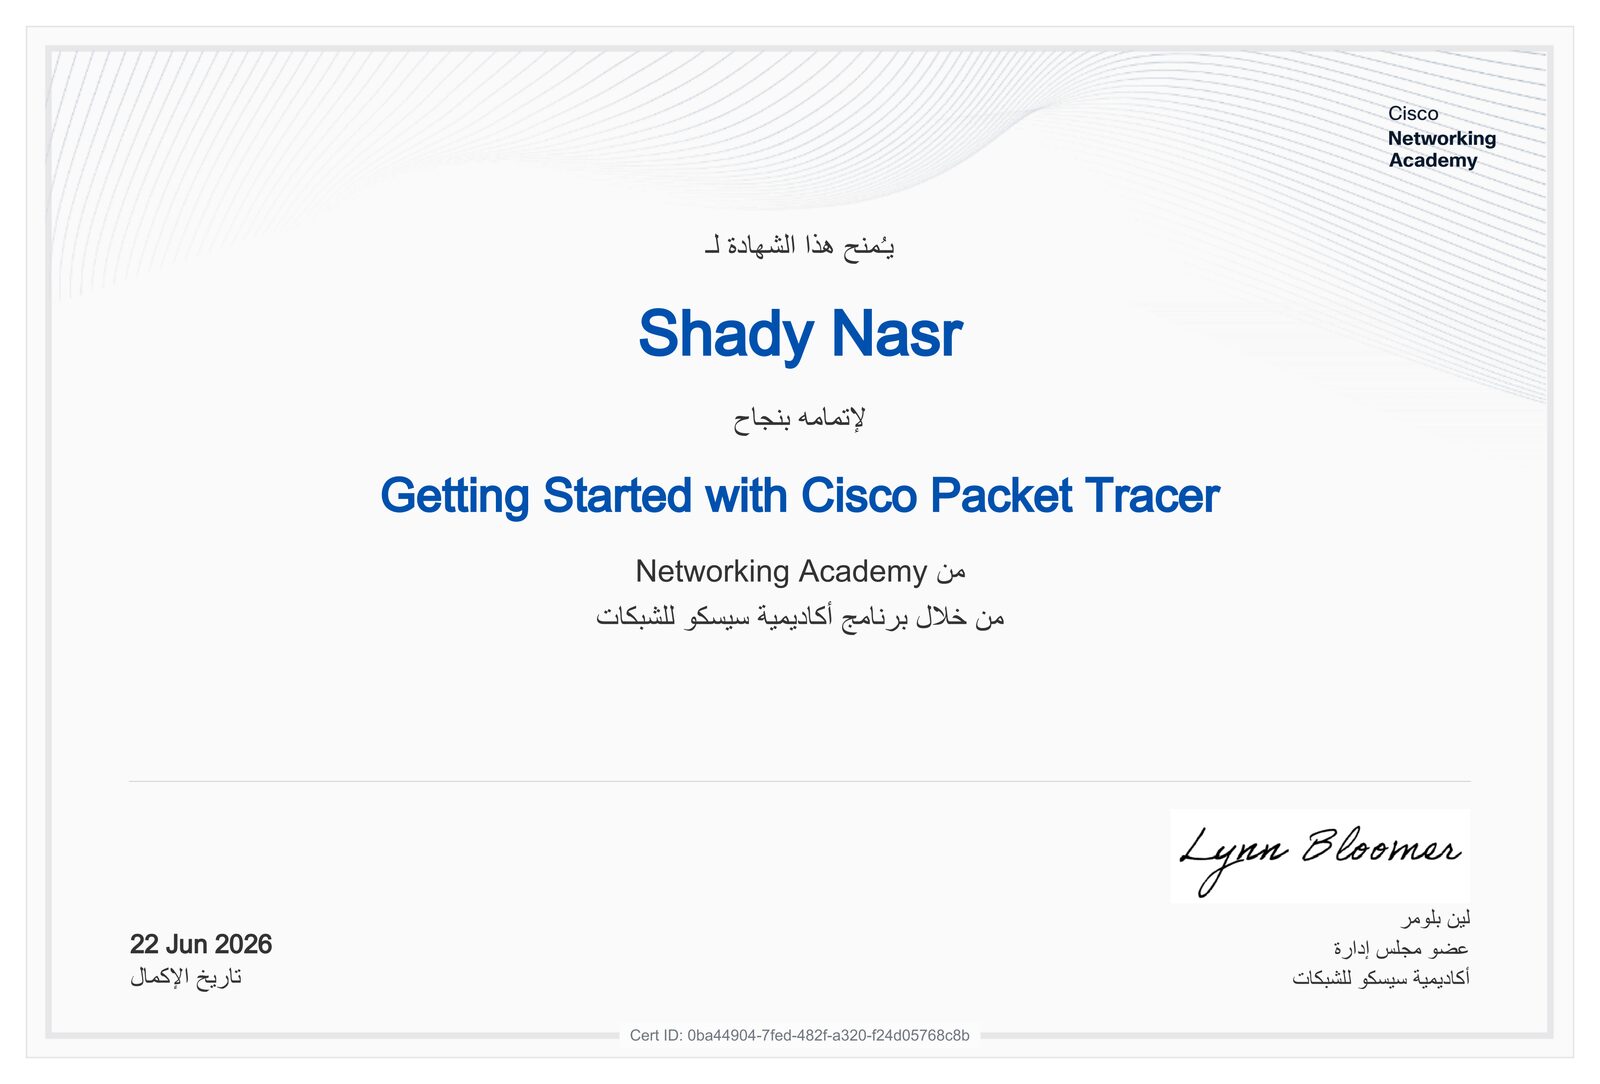 Cisco
Networking
Academy
يُمنح هذا الشهادة لـ
Shady Nasr
لإتمامه بنجاح
Getting Started with Cisco Packet Tracer
من Networking Academy
من خلال برنامج أكاديمية سيسكو للشبكات
Lynn Bloomer
لين بلومر
عضو مجلس إدارة
أكاديمية سيسكو للشبكات
22 Jun 2026
تاريخ الإكمال
Cert ID: 0ba44904-7fed-482f-a320-f24d05768c8b